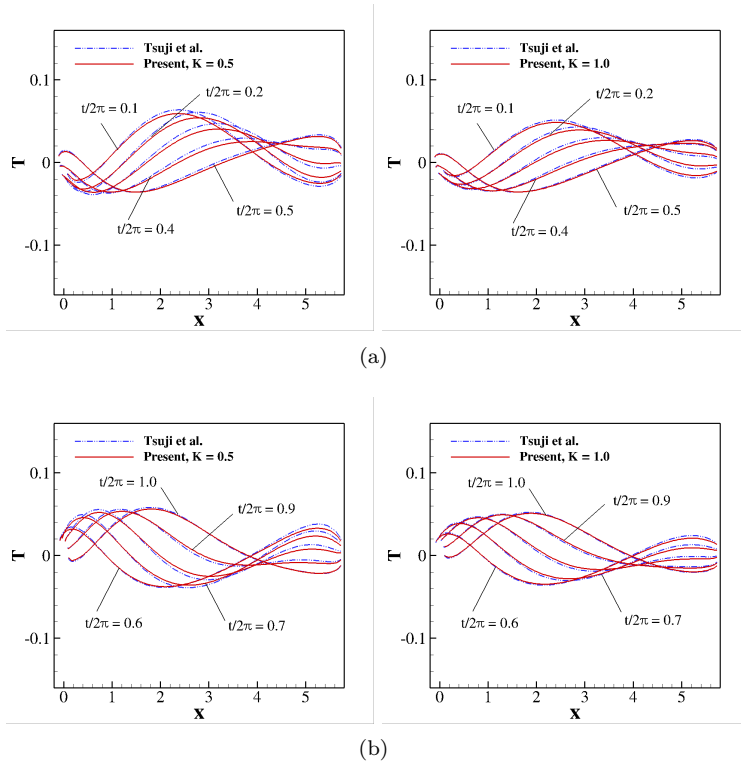 Tsuji et al.
Present, K = 0.5
t/2π = 0.1
t/2π = 0.2
t/2π = 0.4
t/2π = 0.5
T
0.1
0
-0.1
0 1 2 3 4 5
x
Tsuji et al.
Present, K = 1.0
t/2π = 0.1
t/2π = 0.2
t/2π = 0.4
t/2π = 0.5
T
0.1
0
-0.1
0 1 2 3 4 5
x
(a)
Tsuji et al.
Present, K = 0.5
t/2π = 1.0
t/2π = 0.9
t/2π = 0.6
t/2π = 0.7
T
0.1
0
-0.1
0 1 2 3 4 5
x
Tsuji et al.
Present, K = 1.0
t/2π = 1.0
t/2π = 0.9
t/2π = 0.6
t/2π = 0.7
T
0.1
0
-0.1
0 1 2 3 4 5
x
(b)